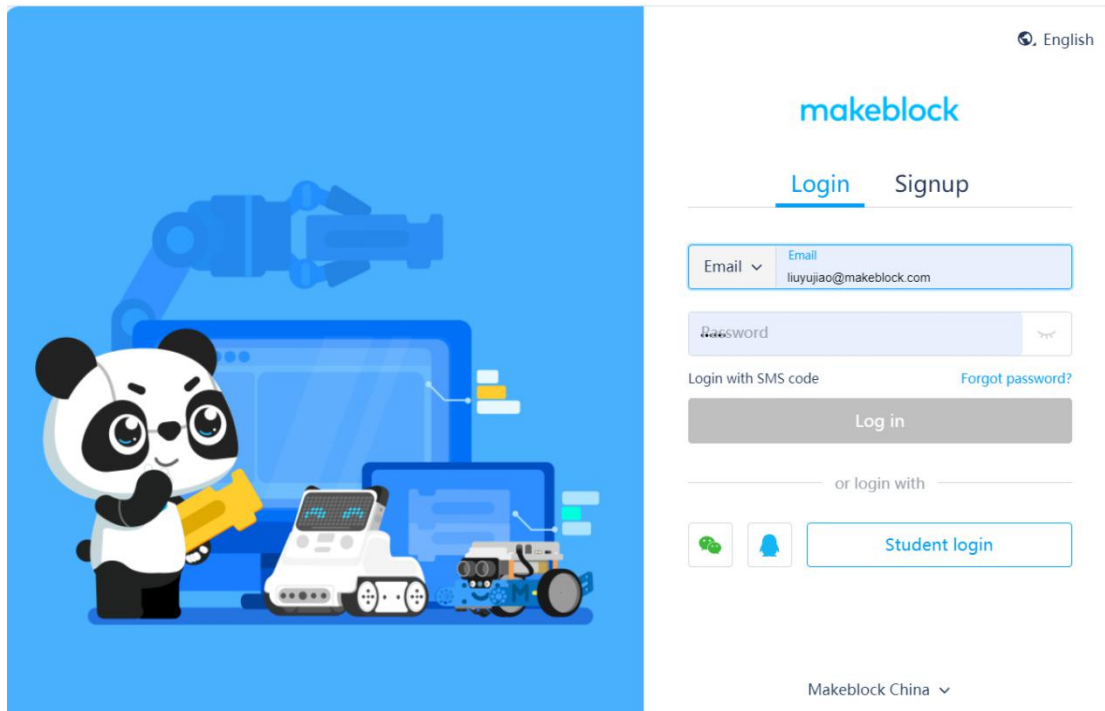 English
makeblock
Login Signup
Email Email
liuyujiao@makeblock.com
Password
Login with SMS code Forgot password?
Log in
or login with
Student login
M
Makeblock China